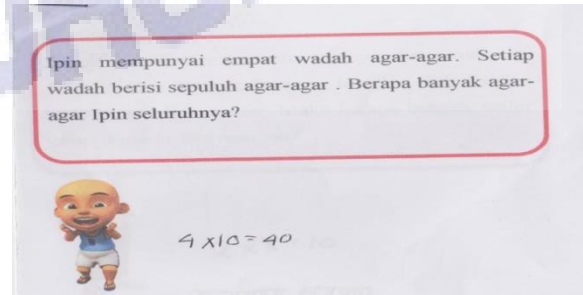 Ipin mempunyai empat wadah agar-agar. Setiap
wadah berisi sepuluh agar-agar . Berapa banyak agar-
agar Ipin seluruhnya?
4 x 10 = 40